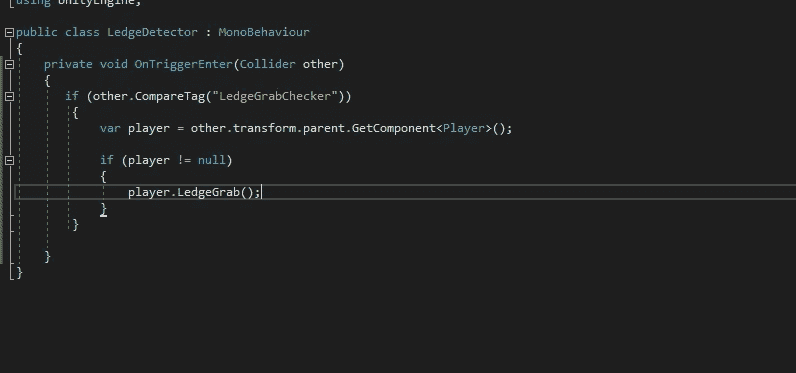 using UnityEngine;
public class LedgeDetector : MonoBehaviour
{
private void OnTriggerEnter(Collider other)
{
if (other.CompareTag("LedgeGrabChecker"))
{
var player = other.transform.parent.GetComponent<Player>();
if (player != null)
{
player.LedgeGrab();
}
}
}
}